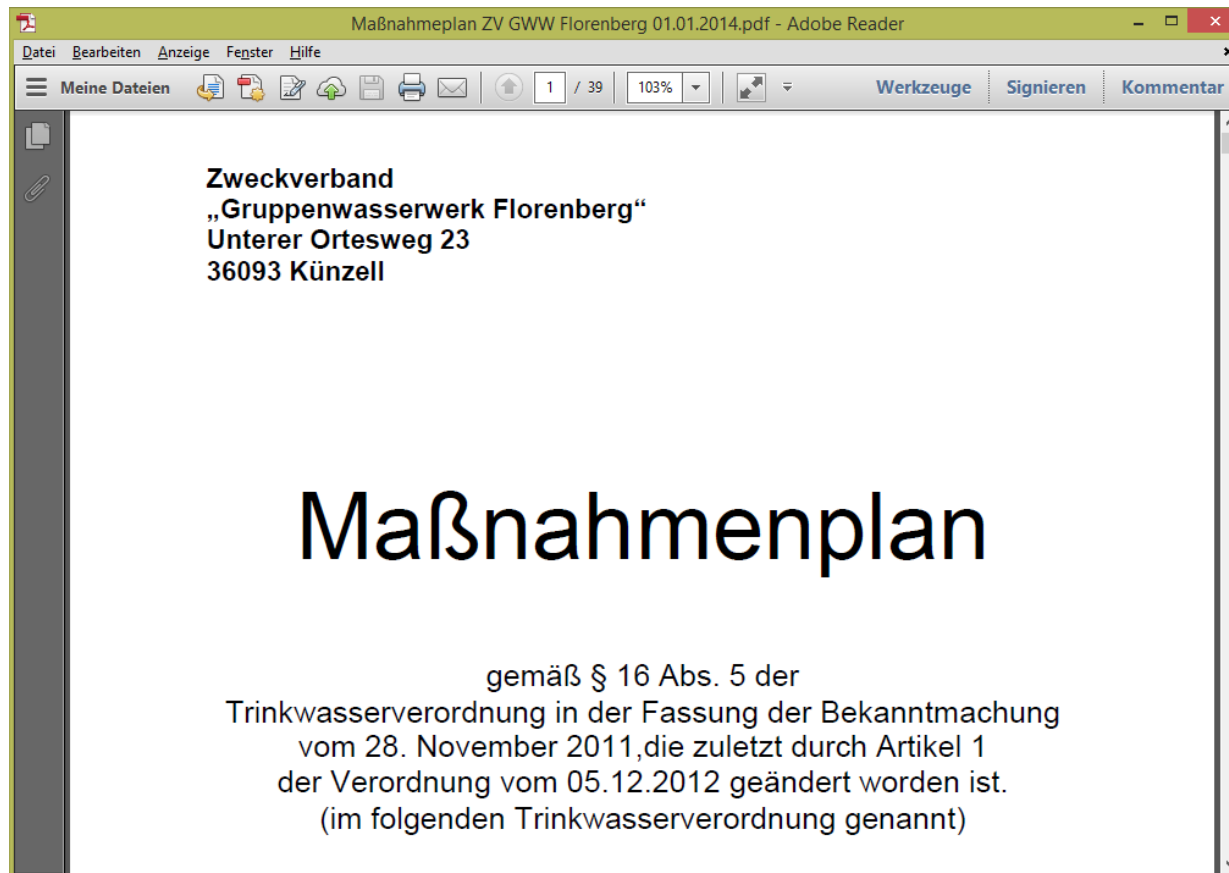 Maßnahmeplan ZV GWW Florenberg 01.01.2014.pdf - Adobe Reader
Datei Bearbeiten Anzeige Fenster Hilfe
Meine Dateien 1 / 39 103% Werkzeuge Signieren Kommentar
Zweckverband
„Gruppenwasserwerk Florenberg“
Unterer Ortesweg 23
36093 Künzell
Maßnahmenplan
gemäß § 16 Abs. 5 der
Trinkwasserverordnung in der Fassung der Bekanntmachung
vom 28. November 2011,die zuletzt durch Artikel 1
der Verordnung vom 05.12.2012 geändert worden ist.
(im folgenden Trinkwasserverordnung genannt)